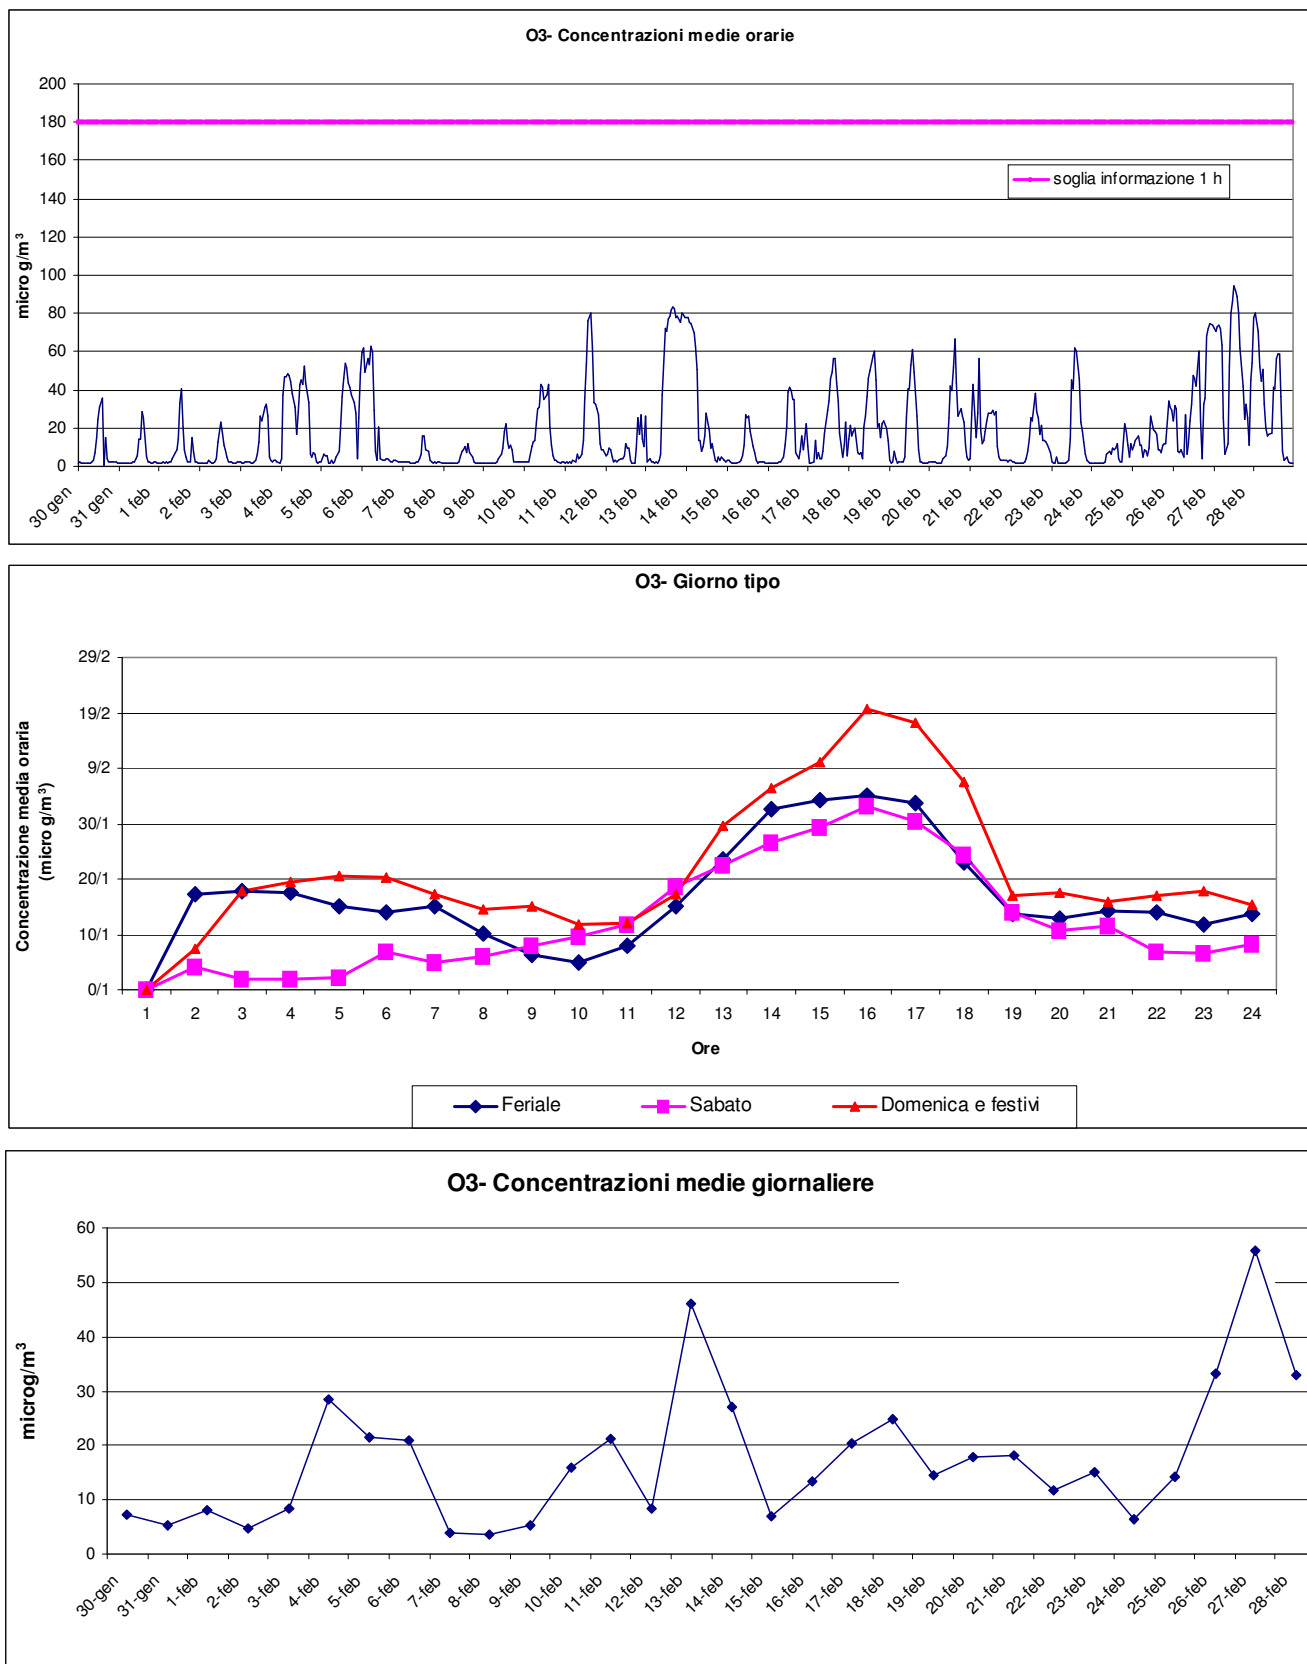 O3- Concentrazioni medie orarie
200
180
160
140
120
100
80
60
40
20
0
micro g/m³
soglia informazione 1 h
30 gen
31 gen
1 feb
2 feb
3 feb
4 feb
5 feb
6 feb
7 feb
8 feb
9 feb
10 feb
11 feb
12 feb
13 feb
14 feb
15 feb
16 feb
17 feb
18 feb
19 feb
20 feb
21 feb
22 feb
23 feb
24 feb
25 feb
26 feb
27 feb
28 feb
O3- Giorno tipo
29/2
19/2
9/2
30/1
20/1
10/1
0/1
Concentrazione media oraria
(micro g/m³)
1 2 3 4 5 6 7 8 9 10 11 12 13 14 15 16 17 18 19 20 21 22 23 24
Ore
Feriale Sabato Domenica e festivi
O3- Concentrazioni medie giornaliere
60
50
40
30
20
10
0
microg/m³
30-gen
31-gen
1-feb
2-feb
3-feb
4-feb
5-feb
6-feb
7-feb
8-feb
9-feb
10-feb
11-feb
12-feb
13-feb
14-feb
15-feb
16-feb
17-feb
18-feb
19-feb
20-feb
21-feb
22-feb
23-feb
24-feb
25-feb
26-feb
27-feb
28-feb